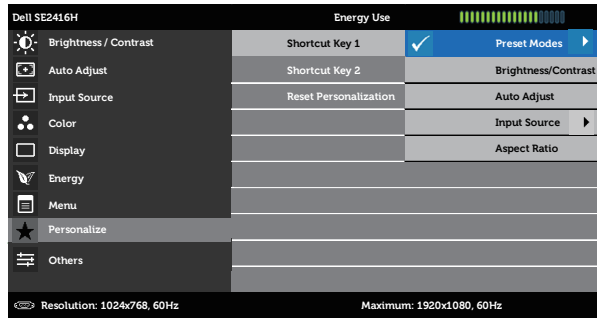 Dell SE2416H Energy Use
Brightness / Contrast Shortcut Key 1 Preset Modes
Auto Adjust Shortcut Key 2 Brightness/Contrast
Input Source Reset Personalization Auto Adjust
Color Input Source
Display Aspect Ratio
Energy
Menu
Personalize
Others
Resolution: 1024x768, 60Hz Maximum: 1920x1080, 60Hz